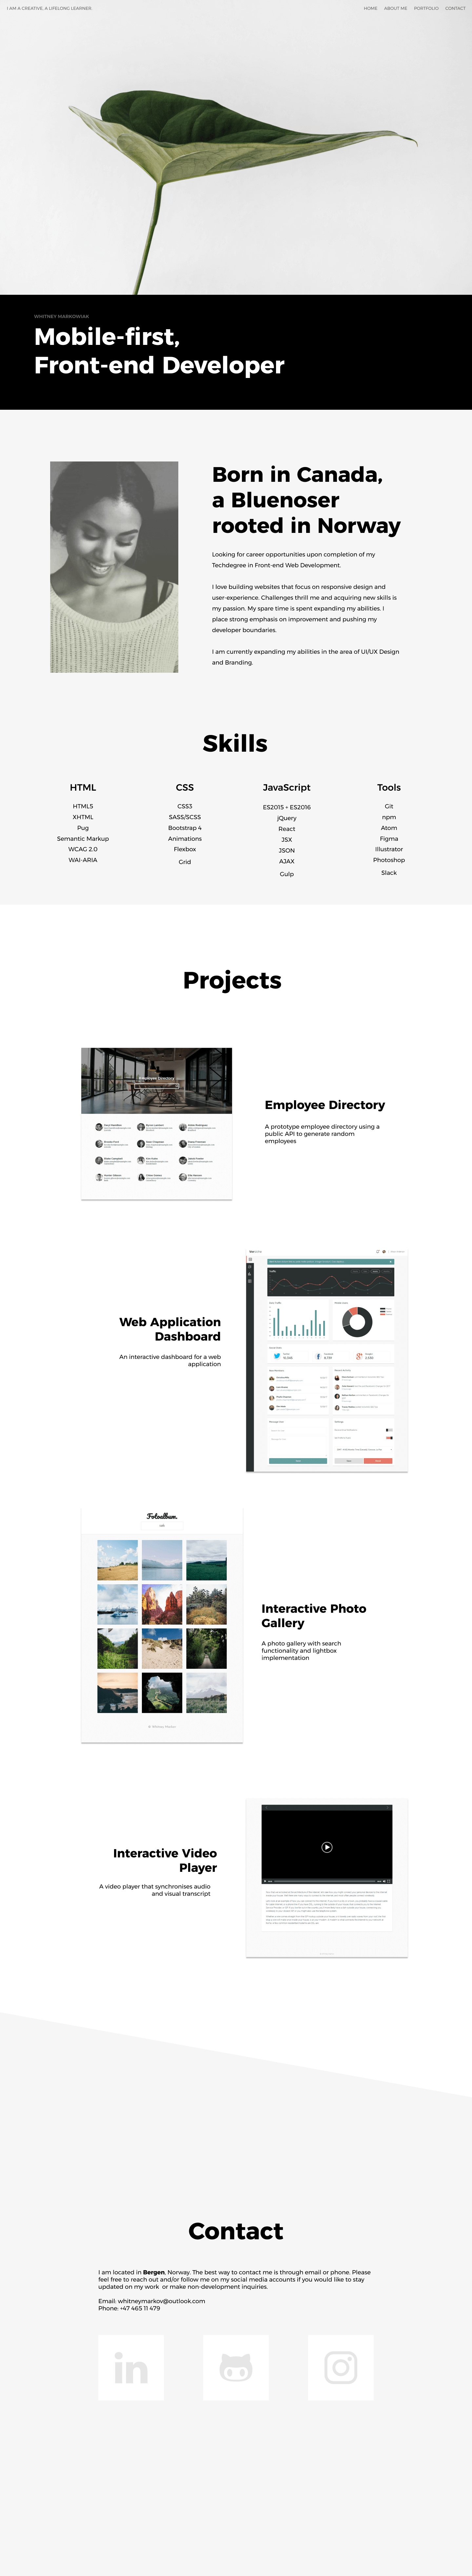 I AM A CREATIVE, A LIFELONG LEARNER.
HOME ABOUT ME PORTFOLIO CONTACT
WHITNEY MARKOWIAK
Mobile-first,
Front-end Developer
Born in Canada,
a Bluenoser
rooted in Norway
Looking for career opportunities upon completion of my
Techdegree in Front-end Web Development.
I love building websites that focus on responsive design and
user-experience. Challenges thrill me and acquiring new skills is
my passion. My spare time is spent expanding my abilities. I
place strong emphasis on improvement and pushing my
developer boundaries.
I am currently expanding my abilities in the area of UI/UX Design
and Branding.
Skills
HTML
HTML5
XHTML
Pug
Semantic Markup
WCAG 2.0
WAI-ARIA
CSS
CSS3
SASS/SCSS
Bootstrap 4
Animations
Flexbox
Grid
JavaScript
ES2015 + ES2016
jQuery
React
JSX
JSON
AJAX
Gulp
Tools
Git
npm
Atom
Figma
Illustrator
Photoshop
Slack
Projects
Employee Directory
Employee Directory
A prototype employee directory using a
public API to generate random
employees
Web Application
Dashboard
An interactive dashboard for a web
application
Fotoalbum.
Interactive Photo
Gallery
A photo gallery with search
functionality and lightbox
implementation
Interactive Video
Player
A video player that synchronises audio
and visual transcript
Contact
I am located in Bergen, Norway. The best way to contact me is through email or phone. Please
feel free to reach out and/or follow me on my social media accounts if you would like to stay
updated on my work or make non-development inquiries.
Email: whitneymarkov@outlook.com
Phone: +47 465 11 479
in